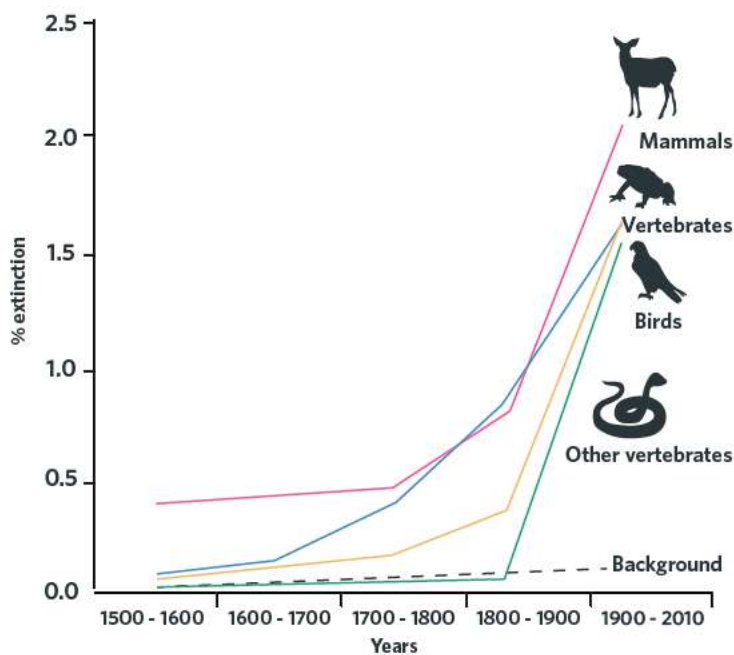 2.5
2.0
1.5
1.0
0.5
0.0
% extinction
Mammals
Vertebrates
Birds
Other vertebrates
Background
1500 - 1600 1600 - 1700 1700 - 1800 1800 - 1900 1900 - 2010
Years